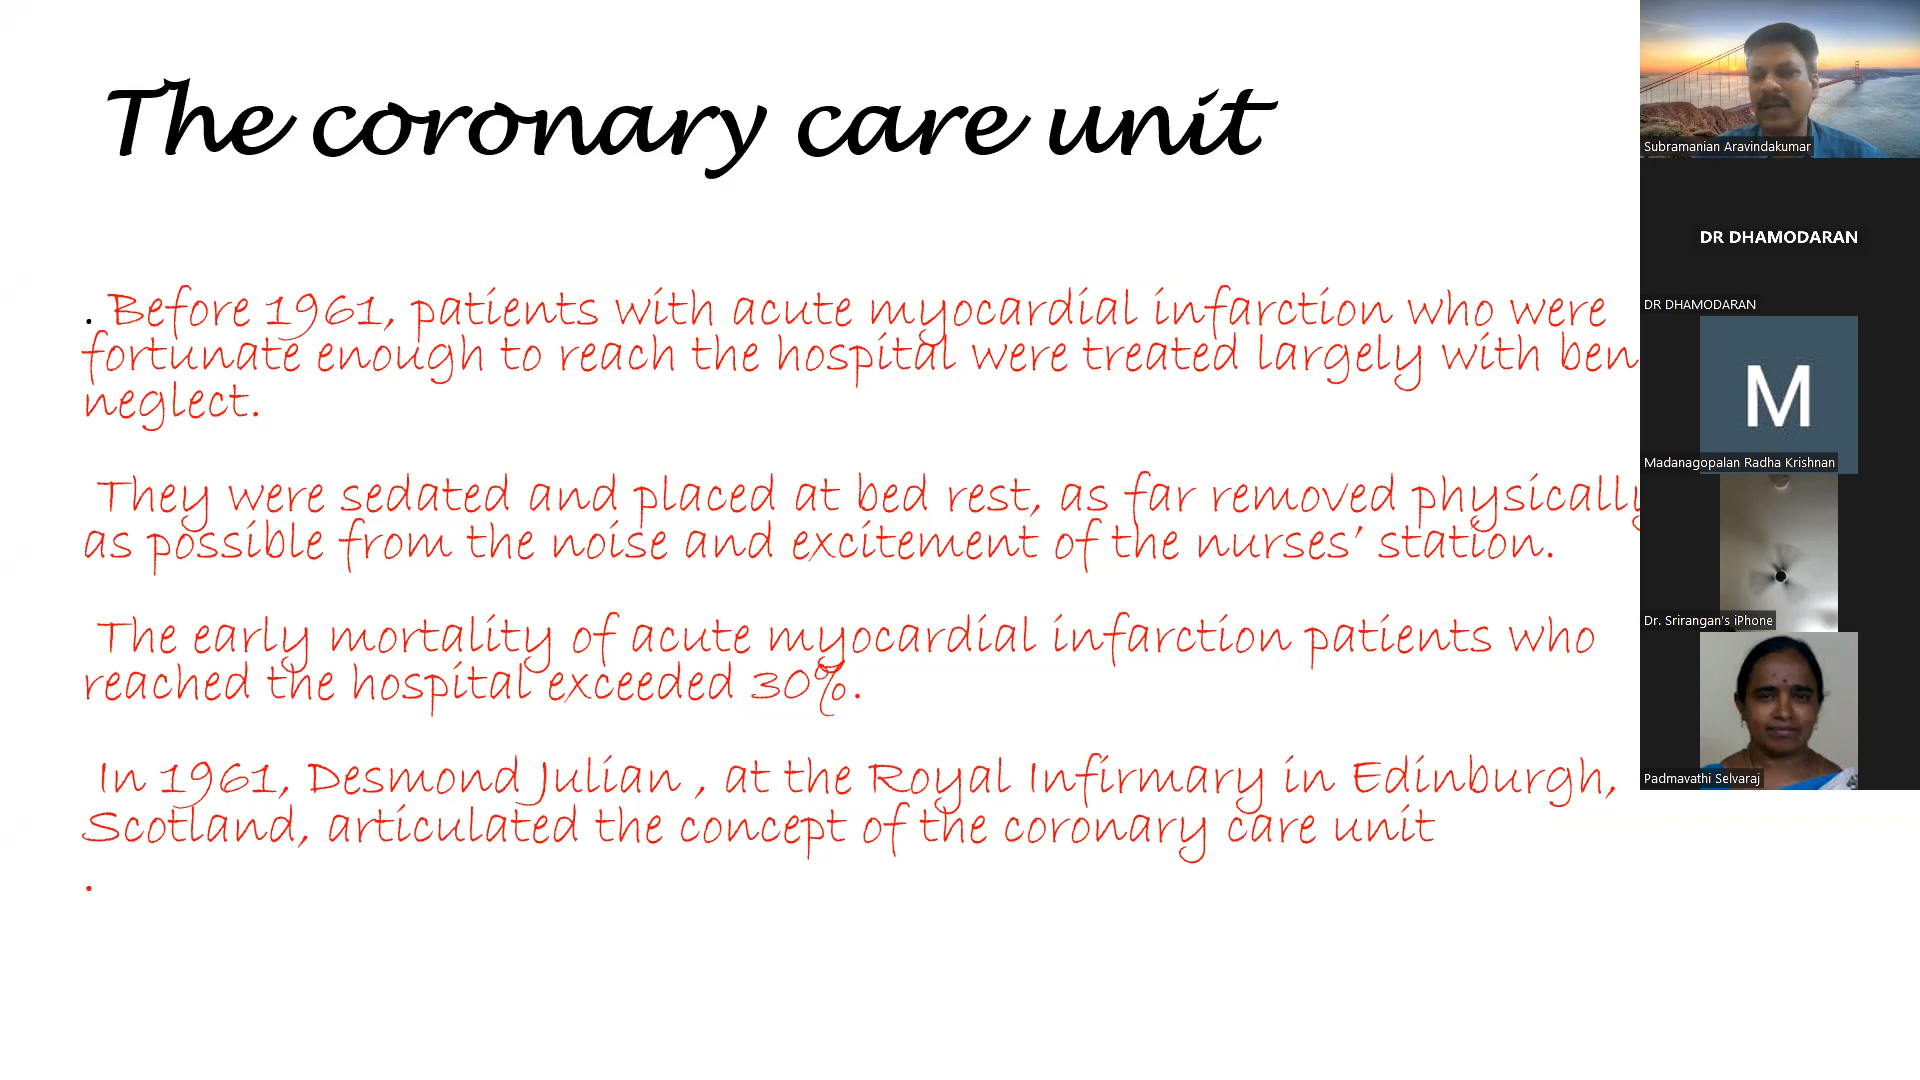 The coronary care unit
. Before 1961, patients with acute myocardial infarction who were
fortunate enough to reach the hospital were treated largely with
neglect.
They were sedated and placed at bed rest, as far removed physically
as possible from the noise and excitement of the nurses’ station.
The early mortality of acute myocardial infarction patients who
reached the hospital exceeded 30%.
In 1961, Desmond Julian , at the Royal Infirmary in Edinburgh,
Scotland, articulated the concept of the coronary care unit
.
Subramanian Aravindakumar
DR DHAMODARAN
DR DHAMODARAN
M
Madanagopalan Radha Krishnan
Dr. Srirangan's iPhone
Padmavathi Selvaraj